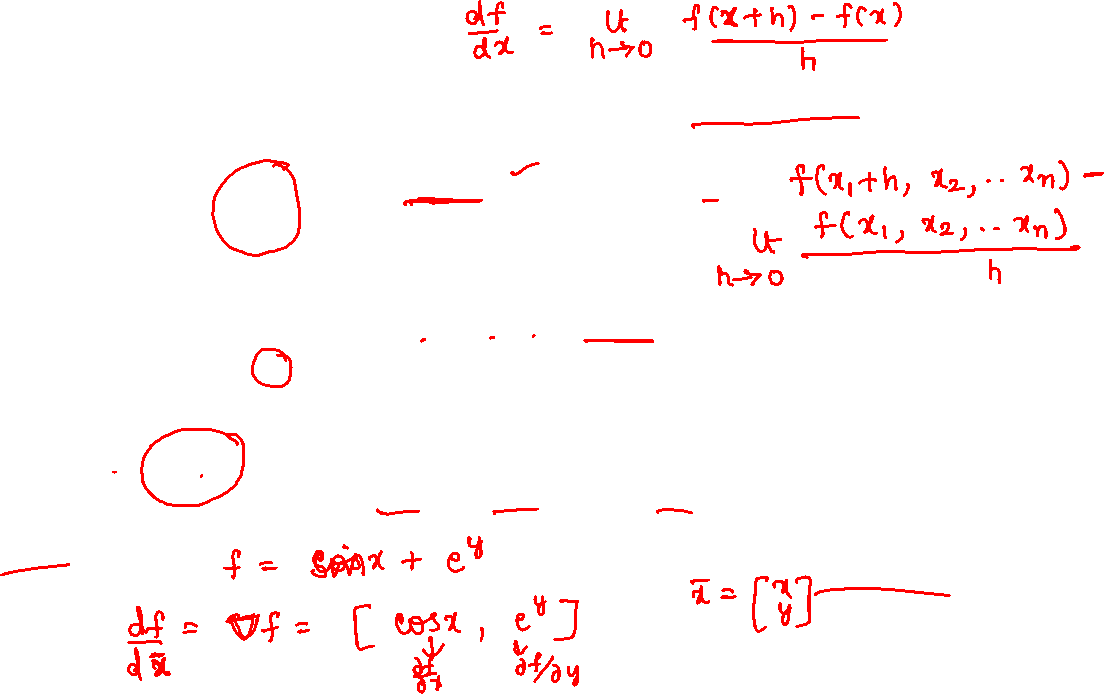 df/dx = lt h→0 f(x+h) - f(x) / h
lt h→0 f(x₁+h, x₂, .. xₙ) - f(x₁, x₂, .. xₙ) / h
f = sinx + e^y
x̄ = [x y]
df/dx̄ = ∇f = [cosx, e^y]
∂f/∂x ∂f/∂y